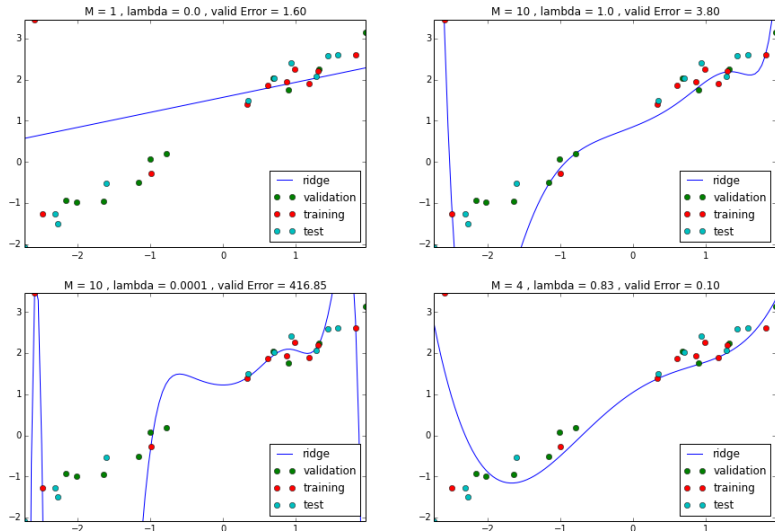 M = 1 , lambda = 0.0 , valid Error = 1.60
3
2
1
0
−1
−2
−2
−1
0
1
ridge
validation
training
test
M = 10 , lambda = 1.0 , valid Error = 3.80
3
2
1
0
−1
−2
−2
−1
0
1
ridge
validation
training
test
M = 10 , lambda = 0.0001 , valid Error = 416.85
3
2
1
0
−1
−2
−2
−1
0
1
ridge
validation
training
test
M = 4 , lambda = 0.83 , valid Error = 0.10
3
2
1
0
−1
−2
−2
−1
0
1
ridge
validation
training
test